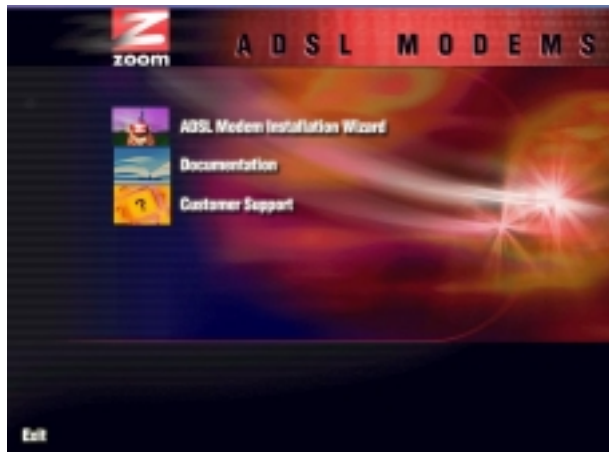 Z
zoom
ADSL MODEMS
ADSL Modem Installation Wizard
Documentation
?
Customer Support
Exit